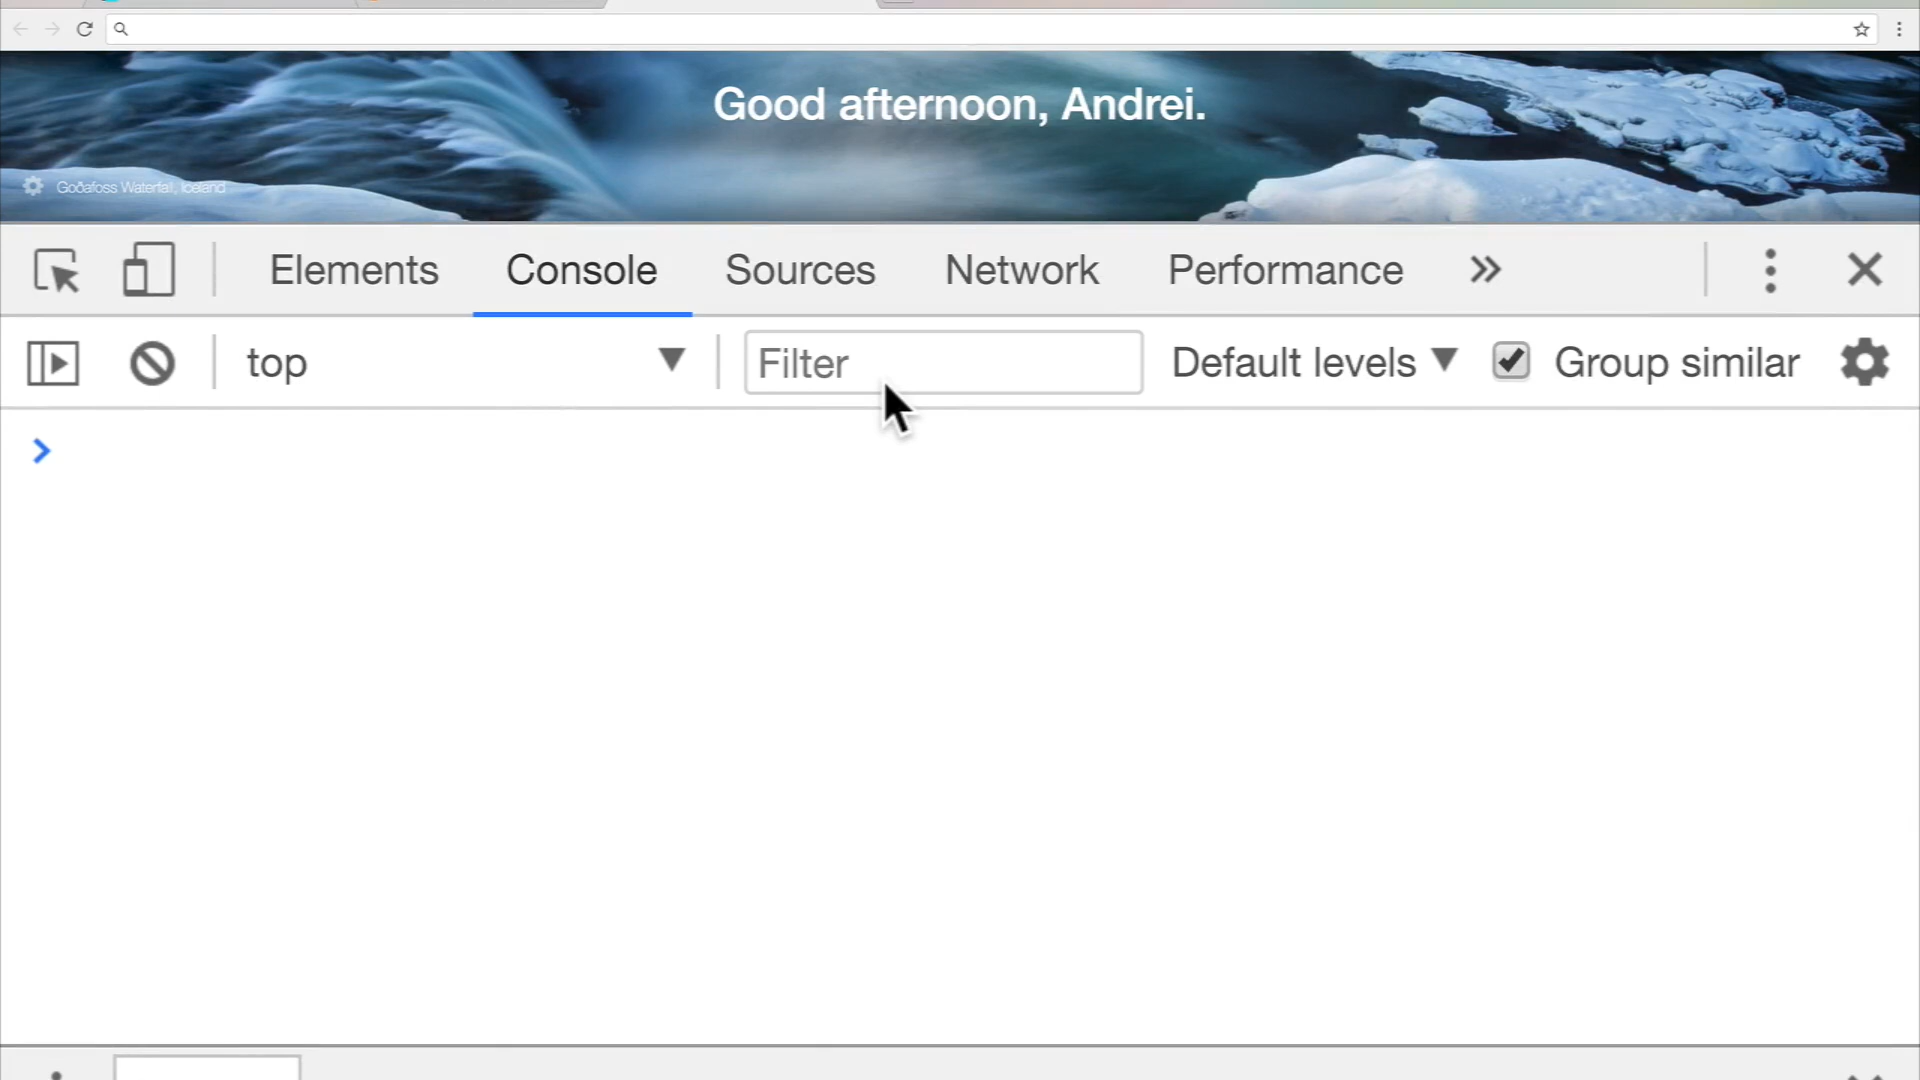 Good afternoon, Andrei.
Goðafoss Waterfall, Iceland
Elements Console Sources Network Performance
top Filter Default levels Group similar